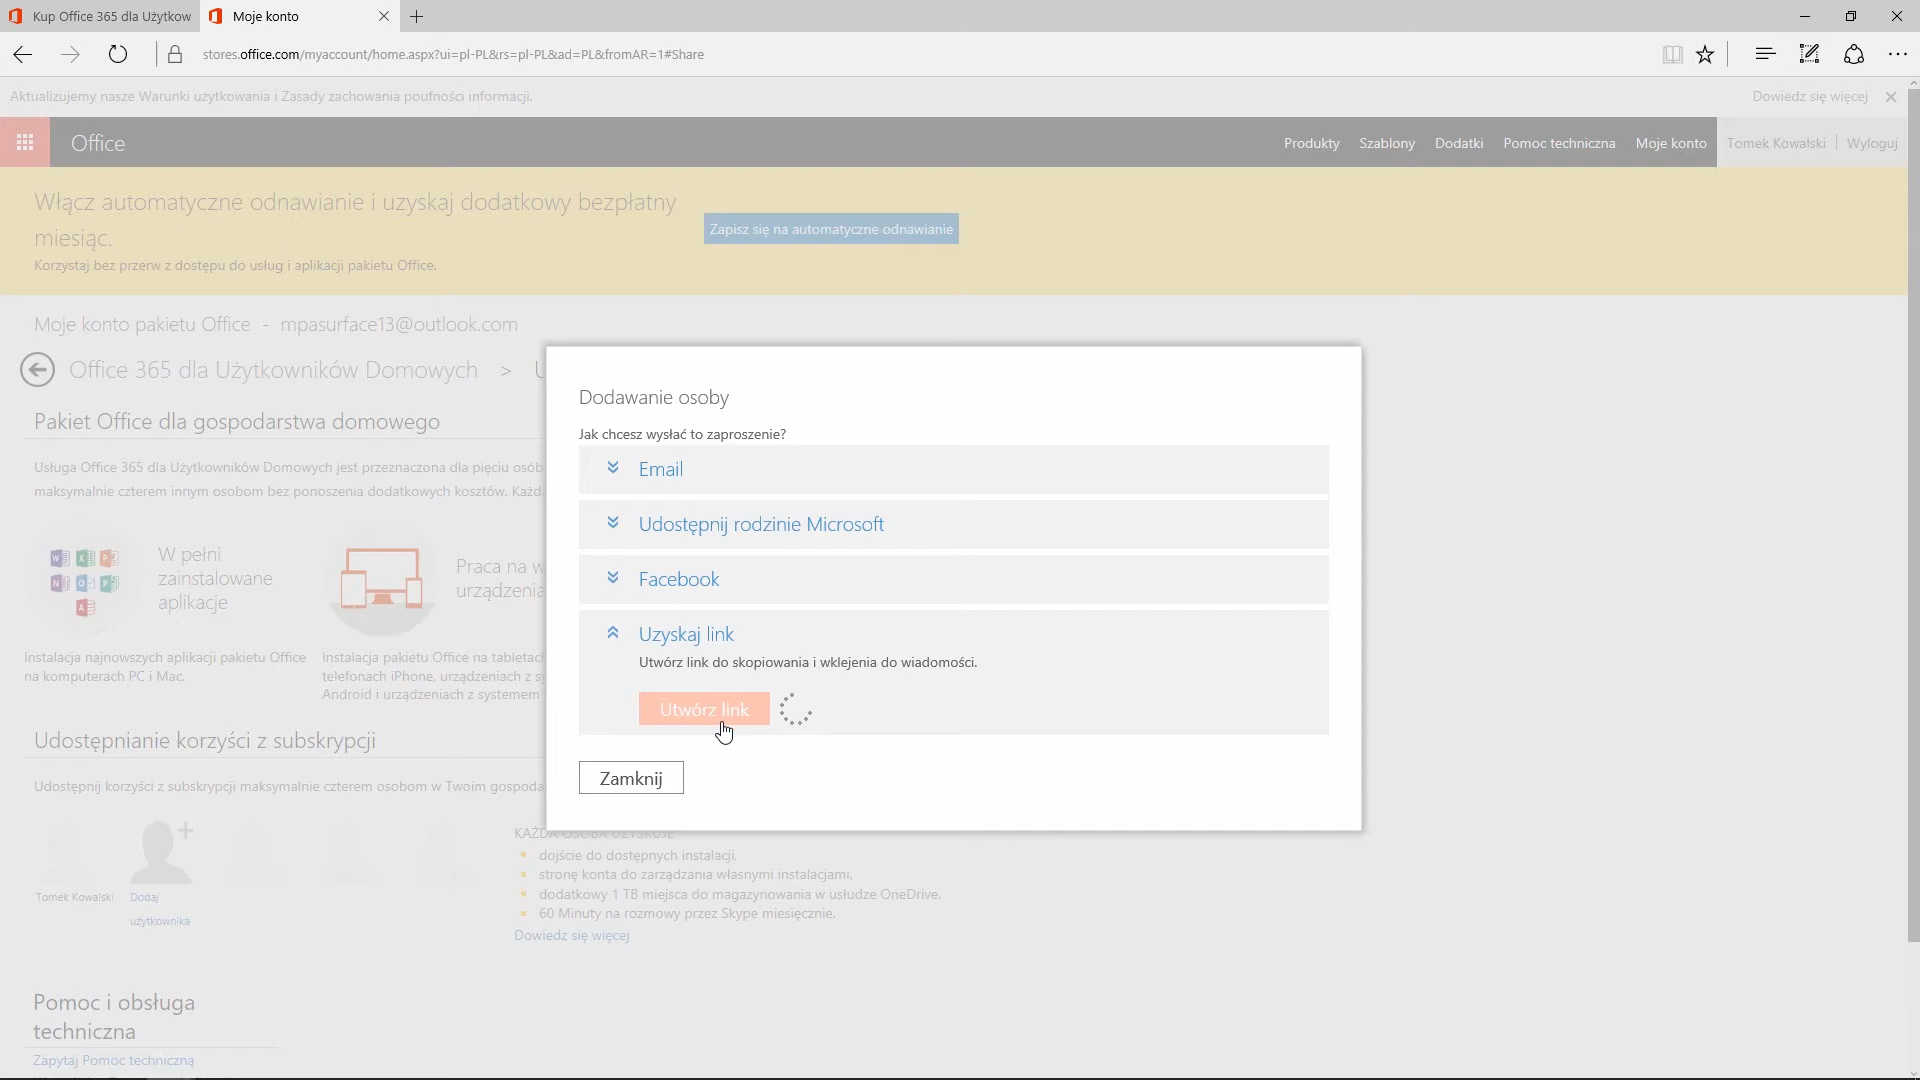 Kup Office 365 dla Użytkow
Moje konto
stores.office.com/myaccount/home.aspx?ui=pl-PL&rs=pl-PL&ad=PL&fromAR=1#Share
Aktualizujemy nasze Warunki użytkowania i Zasady zachowania poufności informacji.
Dowiedz się więcej
Office
Produkty
Szablony
Dodatki
Pomoc techniczna
Moje konto
Tomek Kowalski
Wyloguj
Włącz automatyczne odnawianie i uzyskaj dodatkowy bezpłatny
miesiąc.
Korzystaj bez przerw z dostępu do usług i aplikacji pakietu Office.
Zapisz się na automatyczne odnawianie
Moje konto pakietu Office - mpasurface13@outlook.com
Office 365 dla Użytkowników Domowych >
Pakiet Office dla gospodarstwa domowego
Usługa Office 365 dla Użytkowników Domowych jest przeznaczona dla pięciu osób
maksymalnie czterem innym osobom bez ponoszenia dodatkowych kosztów. Każd
W pełni
zainstalowane
aplikacje
Praca na w
urządzenia
Instalacja najnowszych aplikacji pakietu Office
na komputerach PC i Mac.
Instalacja pakietu Office na tabletach
telefonach iPhone, urządzeniach z sy
Android i urządzeniach z systemem
Udostępnianie korzyści z subskrypcji
Udostępnij korzyści z subskrypcji maksymalnie czterem osobom w Twoim gospoda
Tomek Kowalski
Dodaj
użytkownika
KAŻDA OSOBA UZYSKUJE
dojście do dostępnych instalacji.
stronę konta do zarządzania własnymi instalacjami.
dodatkowy 1 TB miejsca do magazynowania w usłudze OneDrive.
60 Minuty na rozmowy przez Skype miesięcznie.
Dowiedz się więcej
Pomoc i obsługa
techniczna
Zapytaj Pomoc techniczną
Dodawanie osoby
Jak chcesz wysłać to zaproszenie?
Email
Udostępnij rodzinie Microsoft
Facebook
Uzyskaj link
Utwórz link do skopiowania i wklejenia do wiadomości.
Utwórz link
Zamknij